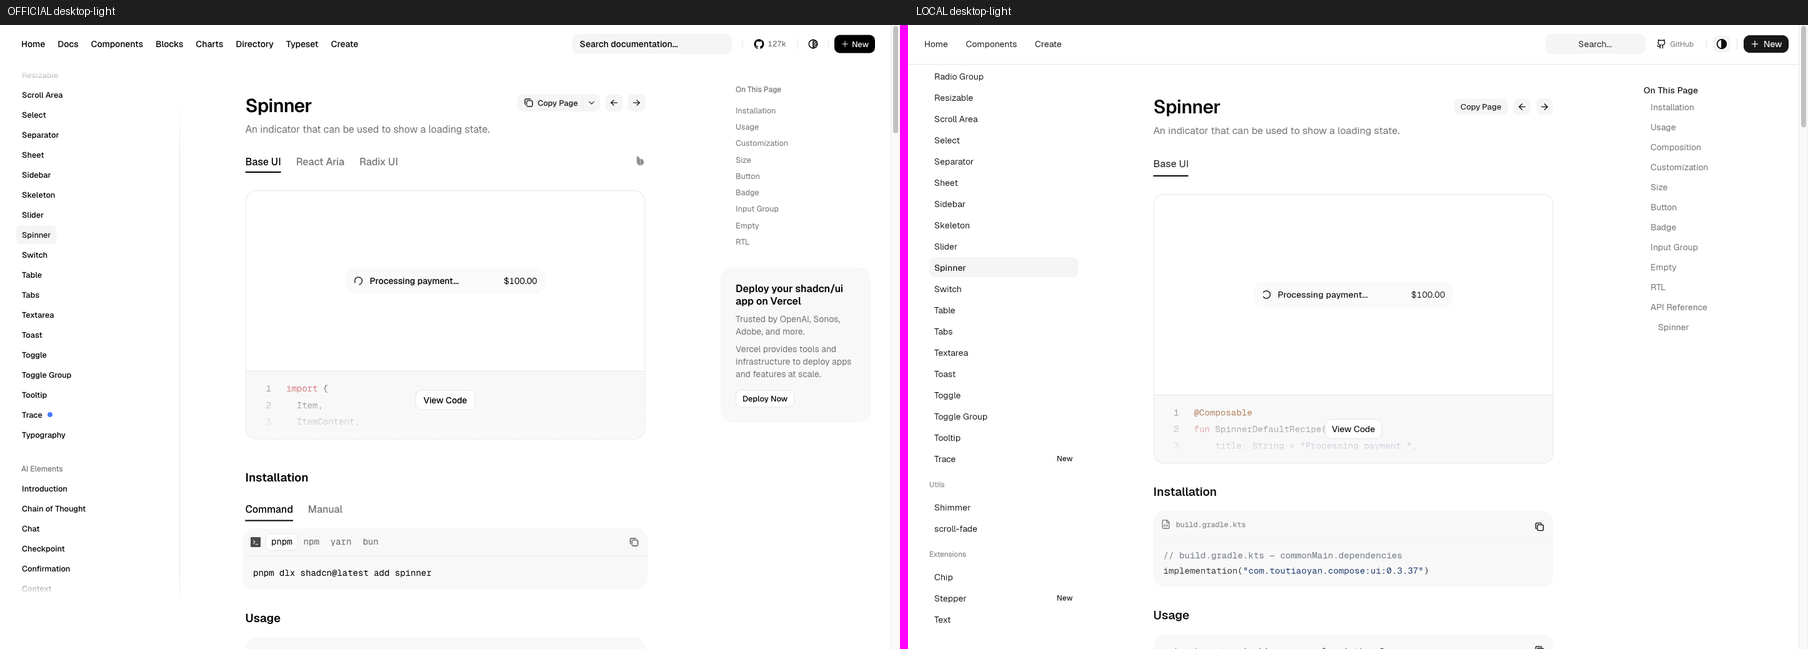 OFFICIAL desktop-light
Home Docs Components Blocks Charts Directory Typeset Create
Search documentation...
127k
+ New
Resizable
Scroll Area
Select
Separator
Sheet
Sidebar
Skeleton
Slider
Spinner
Switch
Table
Tabs
Textarea
Toast
Toggle
Toggle Group
Tooltip
Trace
Typography
AI Elements
Introduction
Chain of Thought
Chat
Checkpoint
Confirmation
Context
Spinner
Copy Page
An indicator that can be used to show a loading state.
Base UI React Aria Radix UI
Processing payment... $100.00
1 import {
2 Item,
3 ItemContent,
View Code
Installation
Command Manual
pnpm npm yarn bun
pnpm dlx shadcn@latest add spinner
Usage
On This Page
Installation
Usage
Customization
Size
Button
Badge
Input Group
Empty
RTL
Deploy your shadcn/ui
app on Vercel
Trusted by OpenAI, Sonos,
Adobe, and more.
Vercel provides tools and
infrastructure to deploy apps
and features at scale.
Deploy Now
LOCAL desktop-light
Home Components Create
Search...
GitHub
+ New
Radio Group
Resizable
Scroll Area
Select
Separator
Sheet
Sidebar
Skeleton
Slider
Spinner
Switch
Table
Tabs
Textarea
Toast
Toggle
Toggle Group
Tooltip
Trace New
Utils
Shimmer
scroll-fade
Extensions
Chip
Stepper New
Text
Spinner
Copy Page
An indicator that can be used to show a loading state.
Base UI
Processing payment... $100.00
1 @Composable
2 fun SpinnerDefaultRecipe(
3 title: String = "Processing payment…",
View Code
Installation
build.gradle.kts
// build.gradle.kts — commonMain.dependencies
implementation("com.toutiaoyan.compose:ui:0.3.37")
Usage
On This Page
Installation
Usage
Composition
Customization
Size
Button
Badge
Input Group
Empty
RTL
API Reference
Spinner